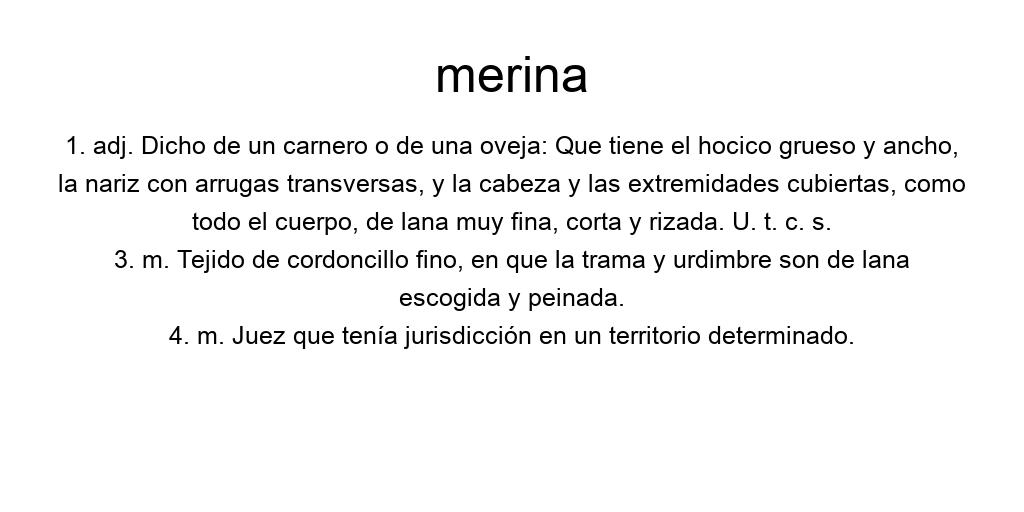 merina
1. adj. Dicho de un carnero o de una oveja: Que tiene el hocico grueso y ancho,
la nariz con arrugas transversas, y la cabeza y las extremidades cubiertas, como
todo el cuerpo, de lana muy fina, corta y rizada. U. t. c. s.
3. m. Tejido de cordoncillo fino, en que la trama y urdimbre son de lana
escogida y peinada.
4. m. Juez que tenía jurisdicción en un territorio determinado.